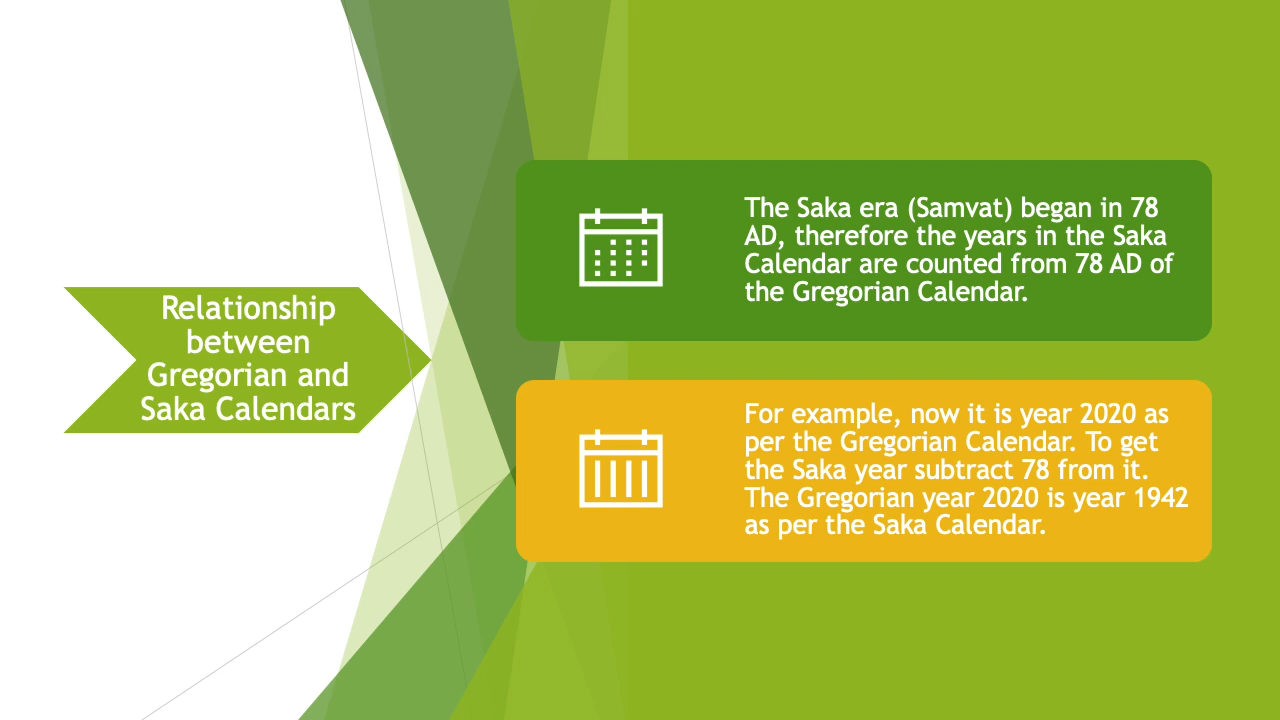 Relationship
between
Gregorian and
Saka Calendars
The Saka era (Samvat) began in 78
AD, therefore the years in the Saka
Calendar are counted from 78 AD of
the Gregorian Calendar.
For example, now it is year 2020 as
per the Gregorian Calendar. To get
the Saka year subtract 78 from it.
The Gregorian year 2020 is year 1942
as per the Saka Calendar.